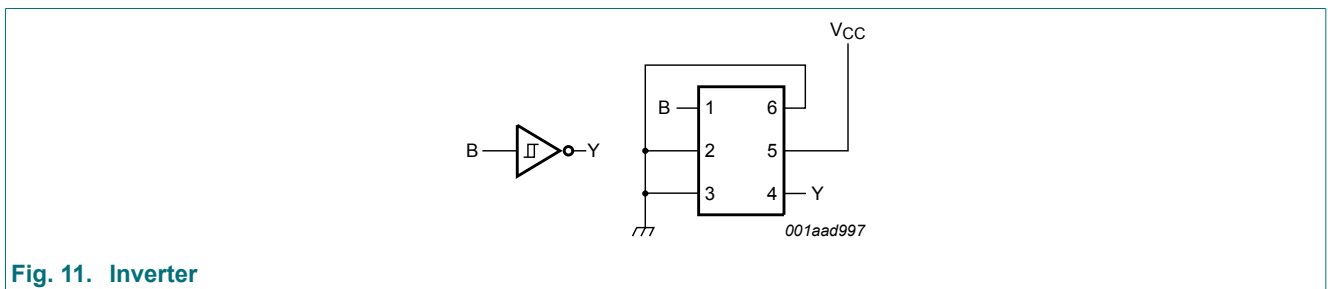 VCC
B 1 6
B Y 2 5
3 4 Y
001aad997
Fig. 11. Inverter